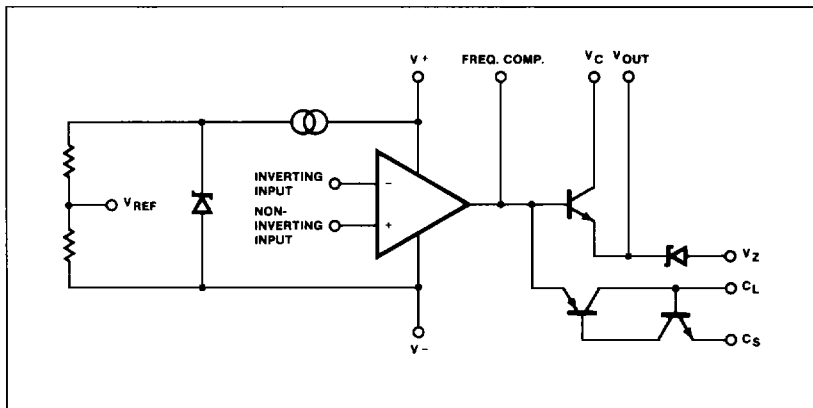 V+
FREQ. COMP.
VC
VOUT
INVERTING
INPUT
−
VREF
NON-
INVERTING
INPUT
+
VZ
CL
CS
V−